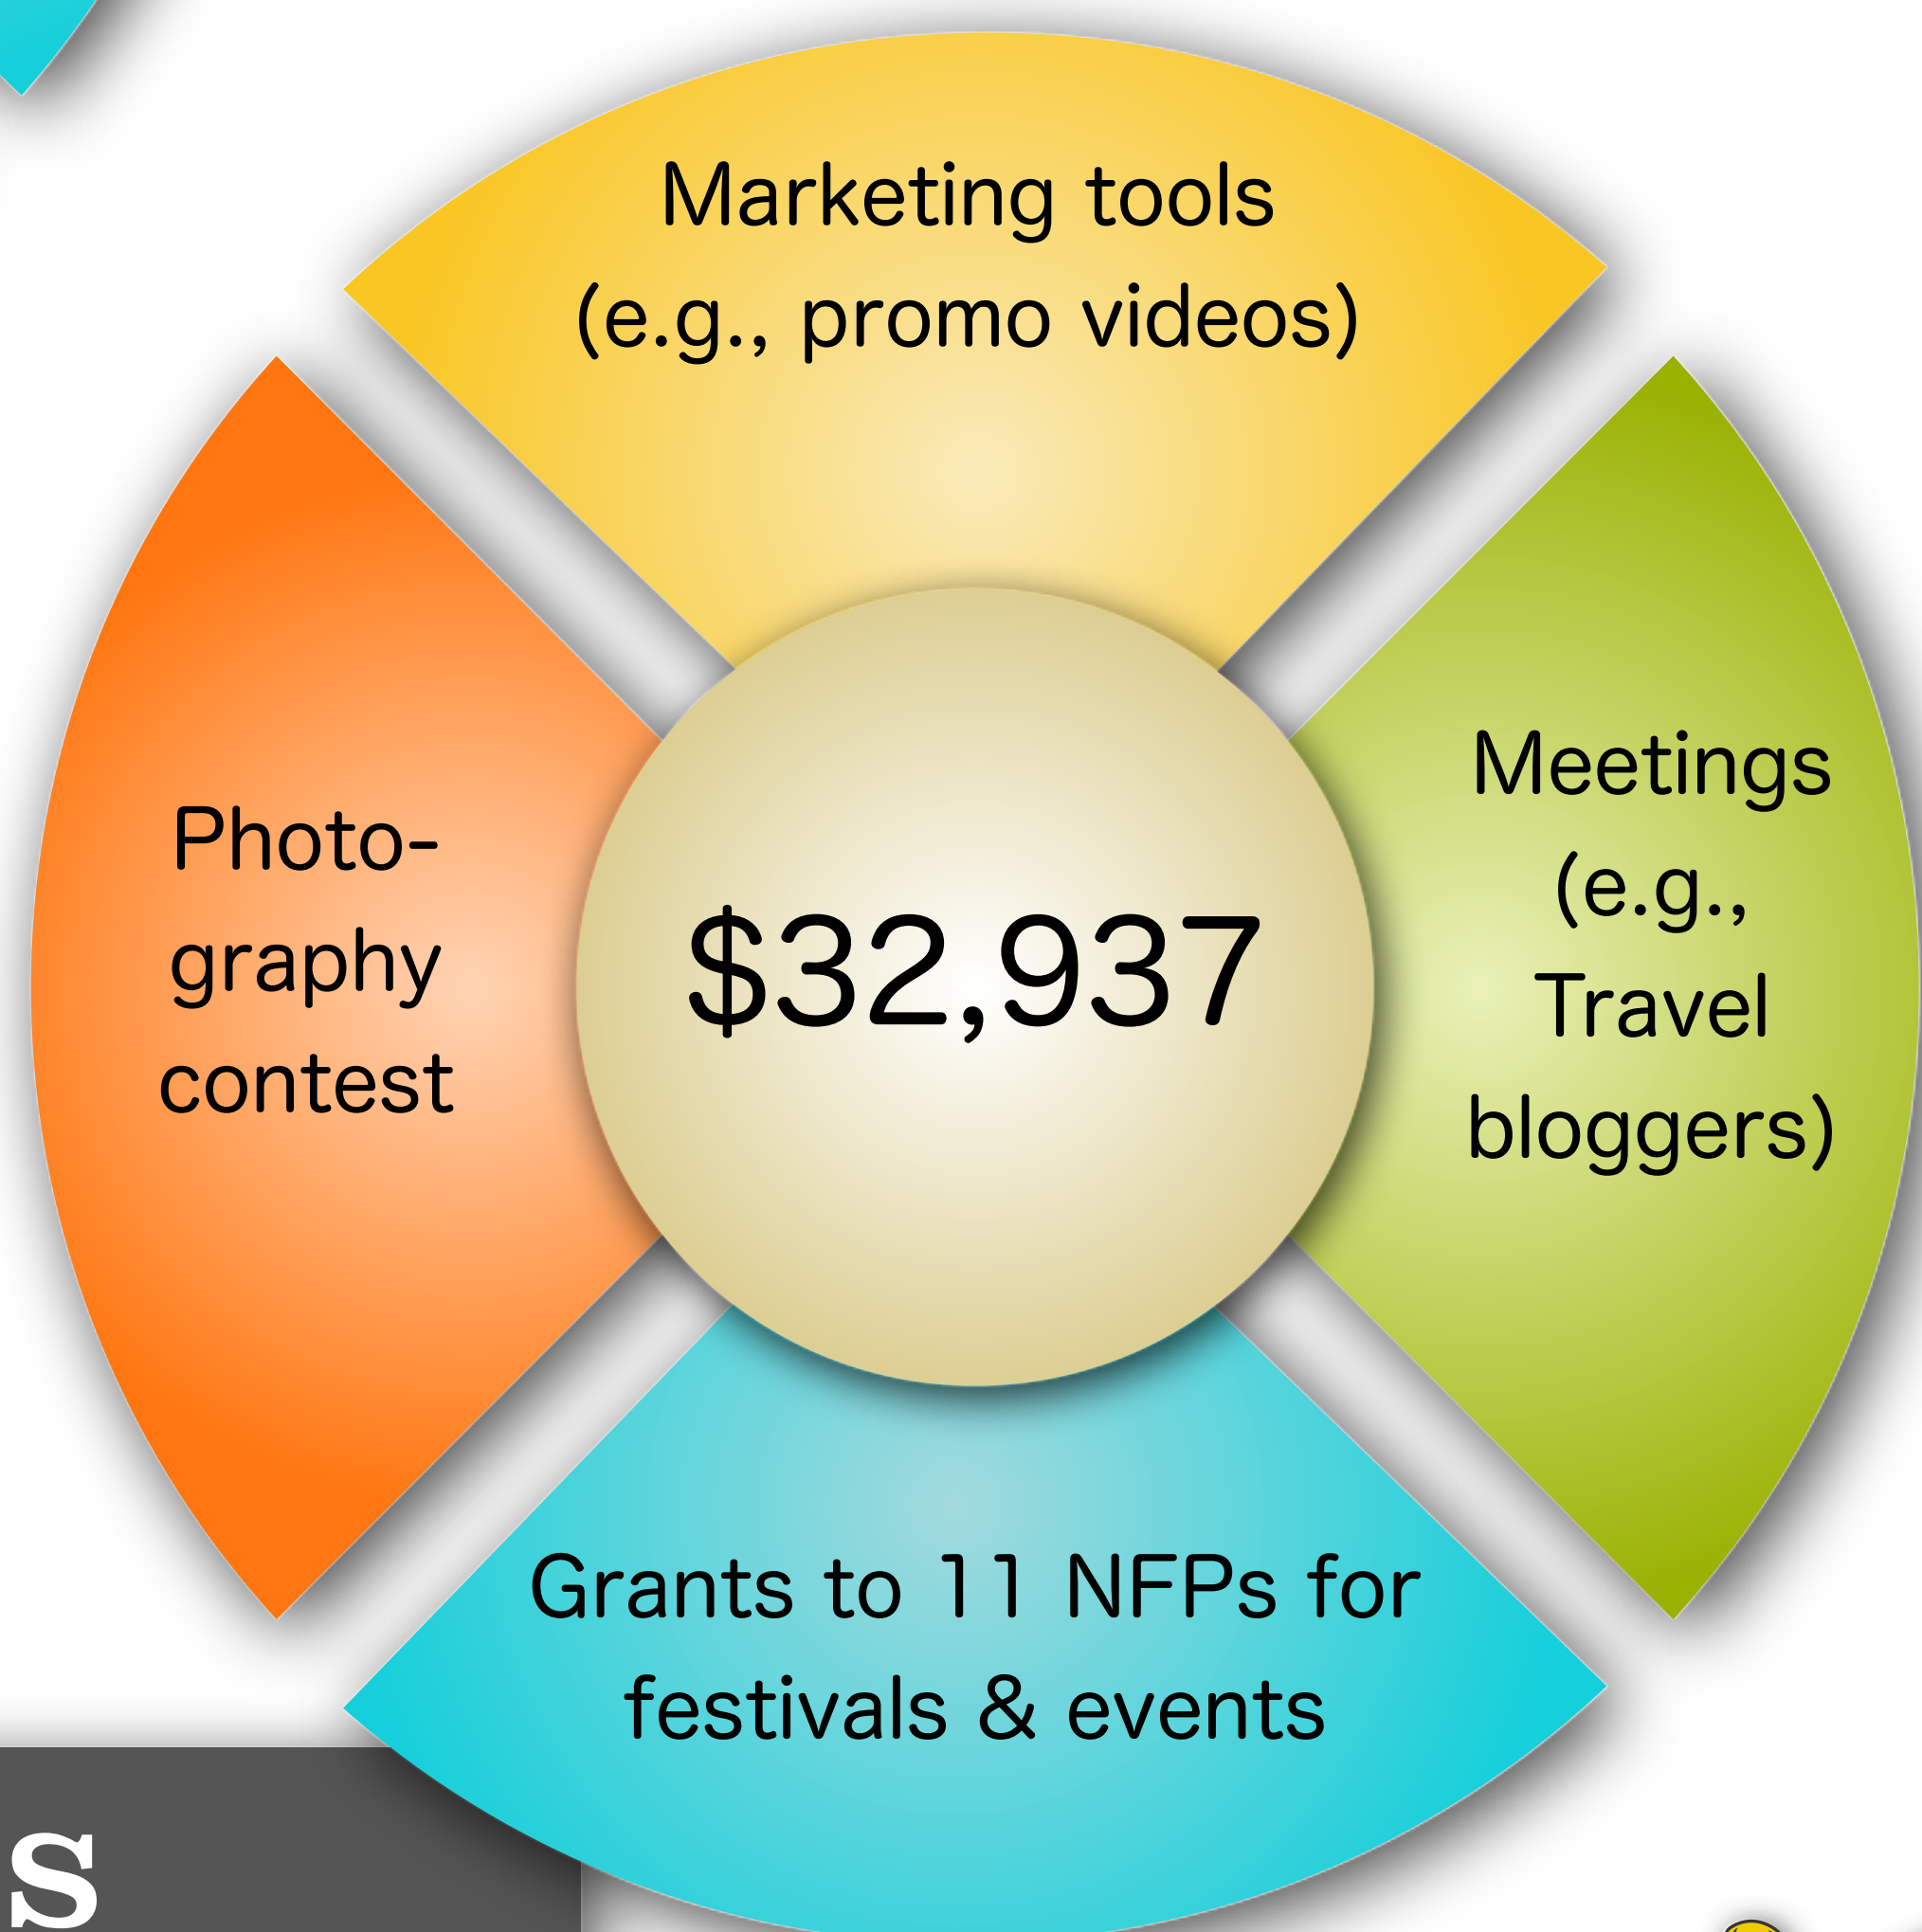 Marketing tools
(e.g., promo videos)
Photo-
graphy
contest
$32,937
Meetings
(e.g.,
Travel
bloggers)
Grants to 11 NFPs for
festivals & events
s